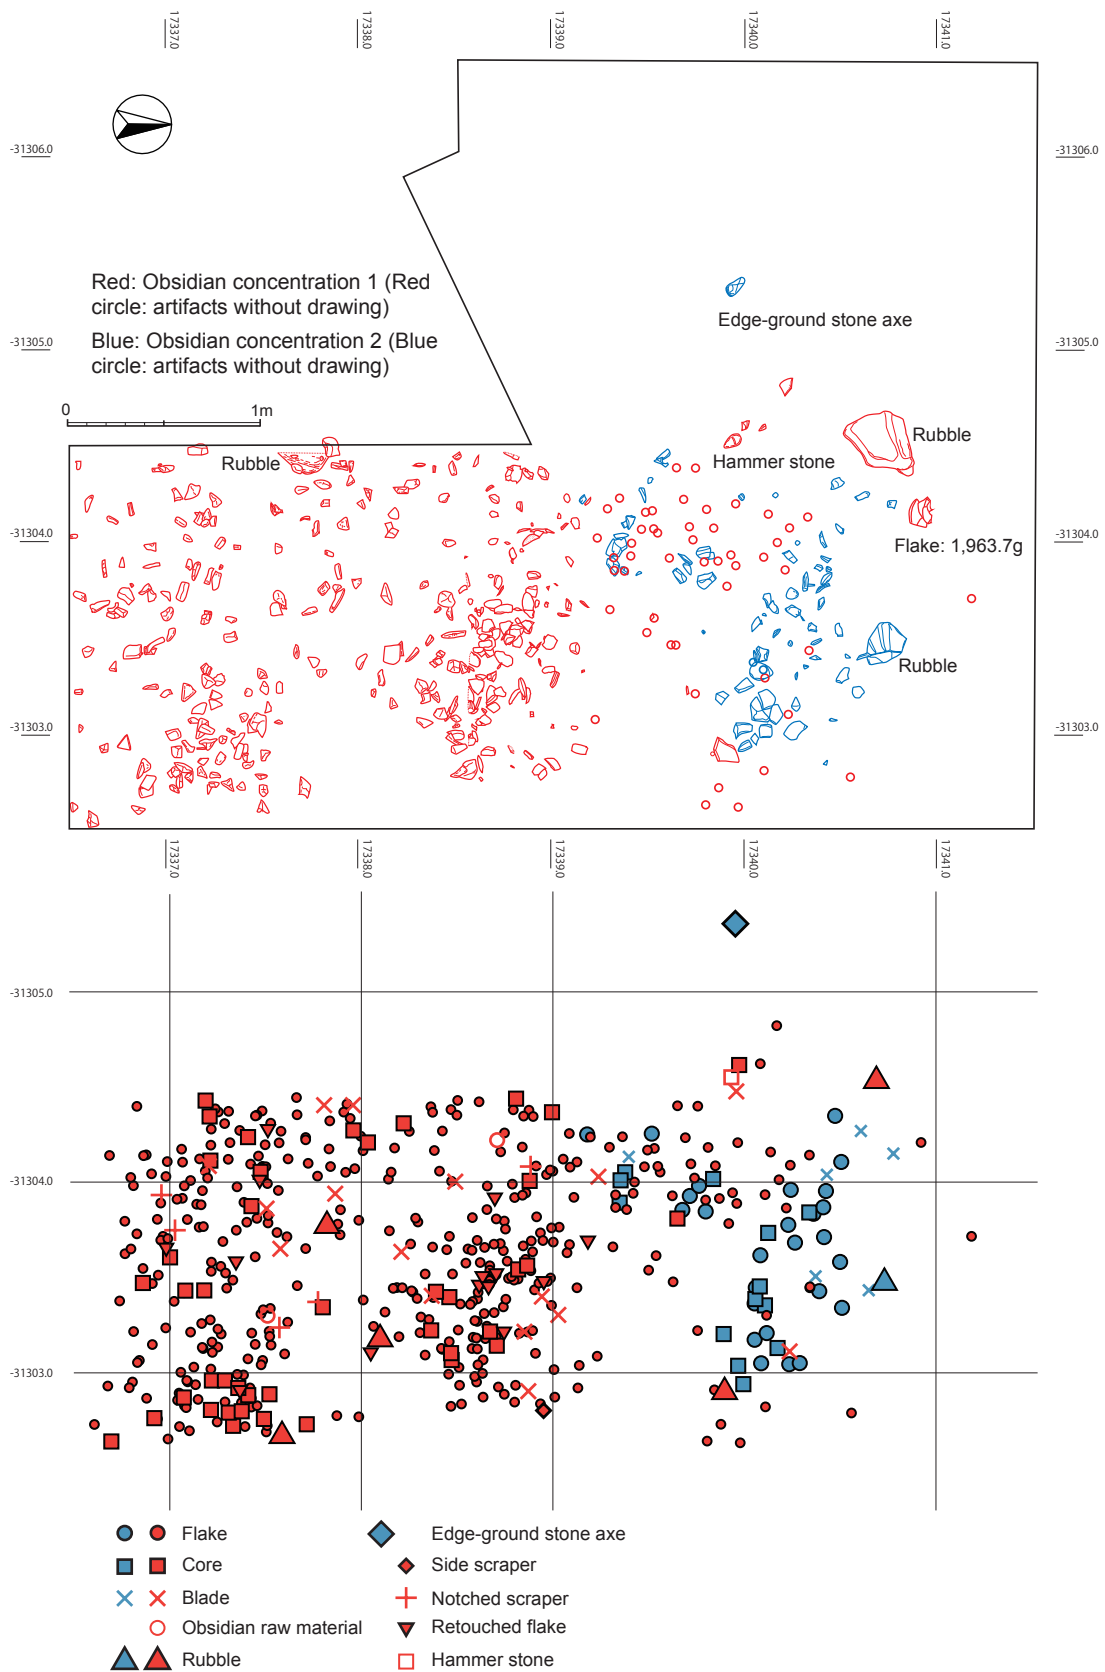 17337.0
17338.0
17339.0
17340.0
17341.0
-31306.0
-31306.0
Red: Obsidian concentration 1 (Red
circle: artifacts without drawing)
Blue: Obsidian concentration 2 (Blue
circle: artifacts without drawing)
Edge-ground stone axe
-31305.0
-31305.0
0
1m
Rubble
Rubble
Hammer stone
-31304.0
-31304.0
Flake: 1,963.7g
Rubble
-31303.0
-31303.0
17337.0
17338.0
17339.0
17340.0
17341.0
-31305.0
-31304.0
-31303.0
Flake
Core
Blade
Obsidian raw material
Rubble
Edge-ground stone axe
Side scraper
Notched scraper
Retouched flake
Hammer stone